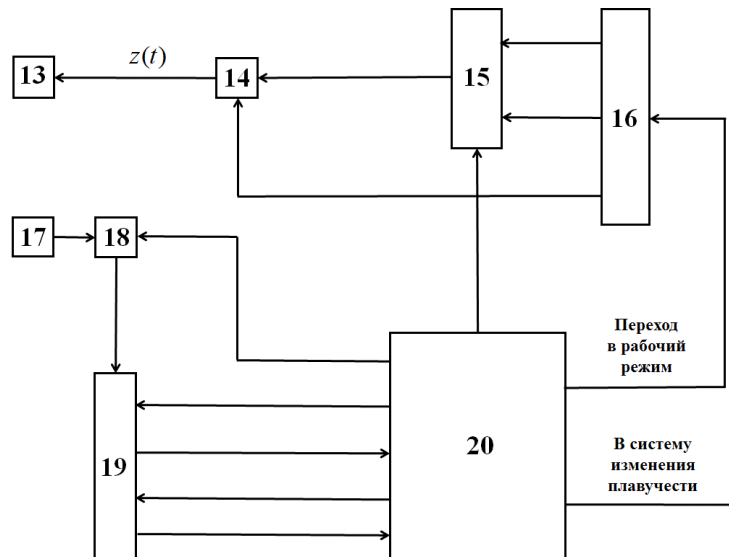 z(t)
13
14
15
16
17
18
Переход
в рабочий
режим
19
20
В систему
изменения
плавучести